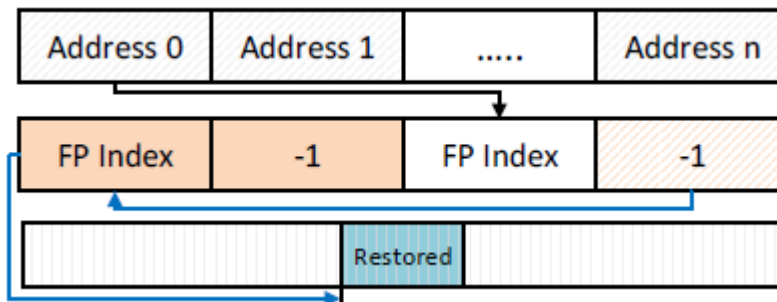 Address 0 Address 1 ..... Address n
FP Index -1 FP Index -1
Restored